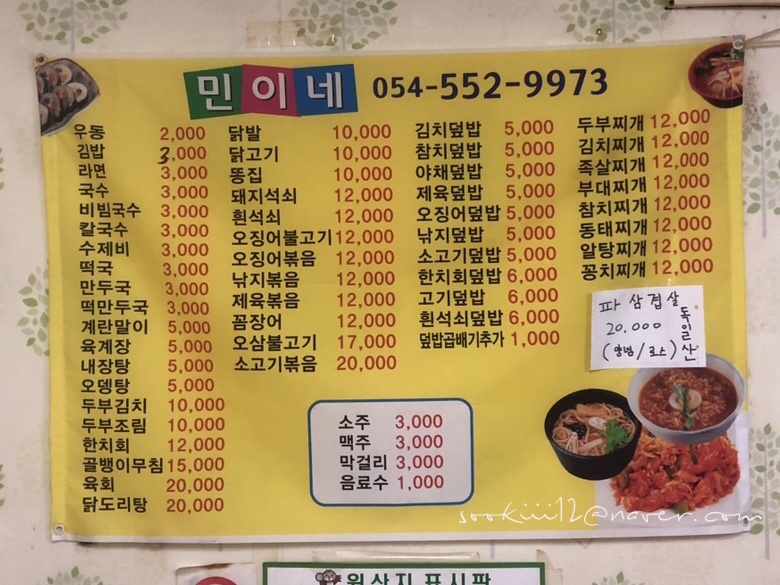 민이네 054-552-9973
우동 2,000
김밥 3,000
라면 3,000
국수 3,000
비빔국수 3,000
칼국수 3,000
수제비 3,000
떡국 3,000
만두국 3,000
떡만두국 3,000
계란말이 5,000
육계장 5,000
내장탕 5,000
오뎅탕 5,000
두부김치 10,000
두부조림 10,000
한치회 12,000
골뱅이무침 15,000
육회 20,000
닭도리탕 20,000
닭발 10,000
닭고기 10,000
똥집 10,000
돼지석쇠 12,000
흰석쇠 12,000
오징어불고기 12,000
오징어볶음 12,000
낚지볶음 12,000
제육볶음 12,000
꼼장어 12,000
오삼불고기 17,000
소고기볶음 20,000
김치덮밥 5,000
참치덮밥 5,000
야채덮밥 5,000
제육덮밥 5,000
오징어덮밥 5,000
낚지덮밥 5,000
소고기덮밥 5,000
한치회덮밥 6,000
고기덮밥 6,000
흰석쇠덮밥 6,000
덮밥곱배기추가 1,000
두부찌개 12,000
김치찌개 12,000
족살찌개 12,000
부대찌개 12,000
참치찌개 12,000
동태찌개 12,000
알탕찌개 12,000
꽁치찌개 12,000
파삼겹살
20,000
(양념/로스)
독일산
소주 3,000
맥주 3,000
막걸리 3,000
음료수 1,000
sookiii12@naver.com
원산지 표시판